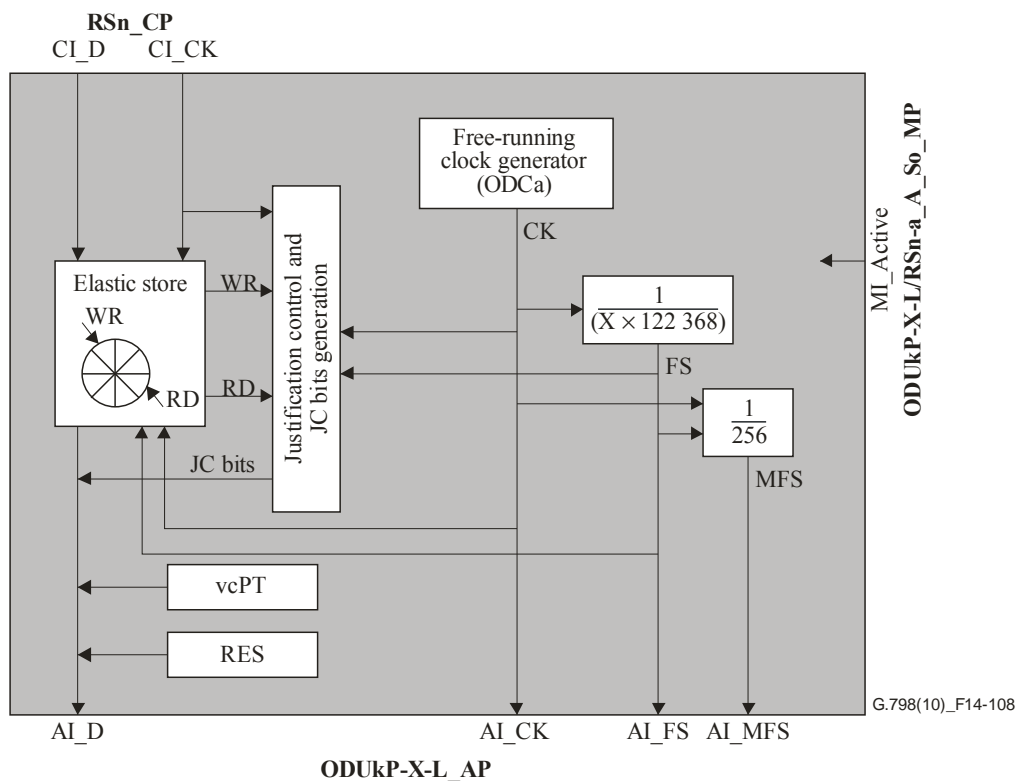 RSn_CP
CI_D CI_CK
Free-running
clock generator
(ODCa)
CK
Elastic store
WR
RD
WR
RD
Justification control and
JC bits generation
1
(X × 122 368)
FS
1
256
MFS
JC bits
vcPT
RES
MI_Active
ODUkP-X-L/RSn-a_A_So_MP
AI_D AI_CK AI_FS AI_MFS
G.798(10)_F14-108
ODUkP-X-L_AP